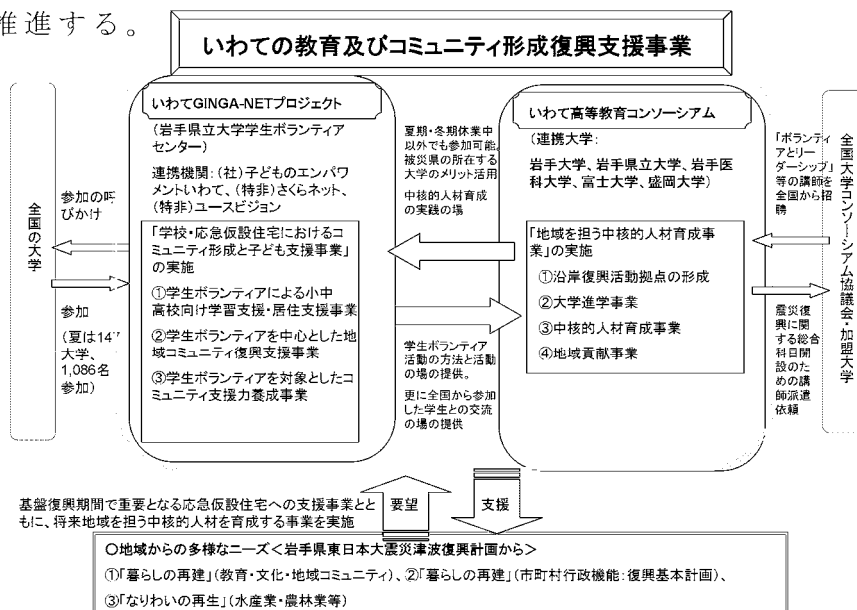 推進する。
いわての教育及びコミュニティ形成復興支援事業
いわてGINGA-NETプロジェクト
(岩手県立大学学生ボランティア
センター)
連携機関:(社)子どものエンパワ
メントいわて、(特非)さくらネット、
(特非)ユースビジョン
「学校・応急仮設住宅におけるコ
ミュニティ形成と子ども支援事業」
の実施
①学生ボランティアによる小中
高校向け学習支援・居住支援事業
②学生ボランティアを中心とした地
域コミュニティ復興支援事業
③学生ボランティアを対象としたコ
ミュニティ支援力養成事業
全国の大学
参加の呼
びかけ
参加
(夏は147
大学、
1,086名
参加)
夏期・冬期休業中
以外でも参加可能。
被災県の所在する
大学のメリット活用
中核的人材育成
の実践の場
学生ボランティア
活動の方法と活動
の場の提供。
更に全国から参加
した学生との交流
の場の提供
いわて高等教育コンソーシアム
(連携大学:
岩手大学、岩手県立大学、岩手医
科大学、富士大学、盛岡大学)
「地域を担う中核的人材育成事
業」の実施
①沿岸復興活動拠点の形成
②大学進学事業
③中核的人材育成事業
④地域貢献事業
「ボランティ
アとリー
ダーシップ」
等の講師を
全国から招
聘
震災復
興に関
する総合
科目開
設のた
めの講
師派遣
依頼
全国大学コンソーシアム協議会・加盟大学
基盤復興期間で重要となる応急仮設住宅への支援事業とと
もに、将来地域を担う中核的人材を育成する事業を実施
要望
支援
〇地域からの多様なニーズ<岩手県東日本大震災津波復興計画から>
①「暮らしの再建」(教育・文化・地域コミュニティ)、②「暮らしの再建」(市町村行政機能:復興基本計画)、
③「なりわいの再生」(水産業・農林業等)